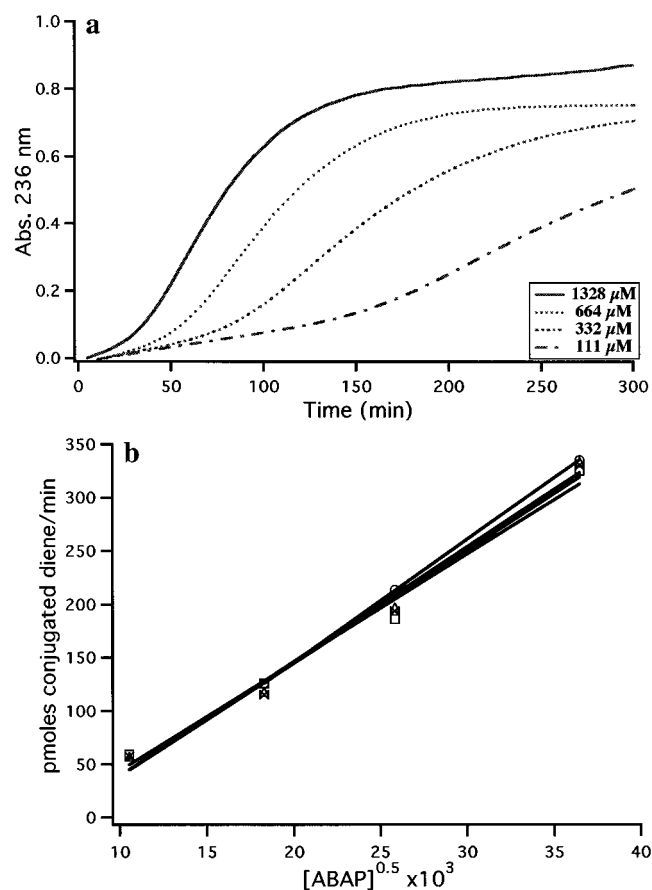 a
1.0
0.8
0.6
0.4
0.2
0.0
Abs. 236 nm
1328 μM
664 μM
332 μM
111 μM
0 50 100 150 200 250 300
Time (min)
b
350
300
250
200
150
100
50
0
pmoles conjugated diene/min
10 15 20 25 30 35 40
[ABAP]^0.5 x10^3